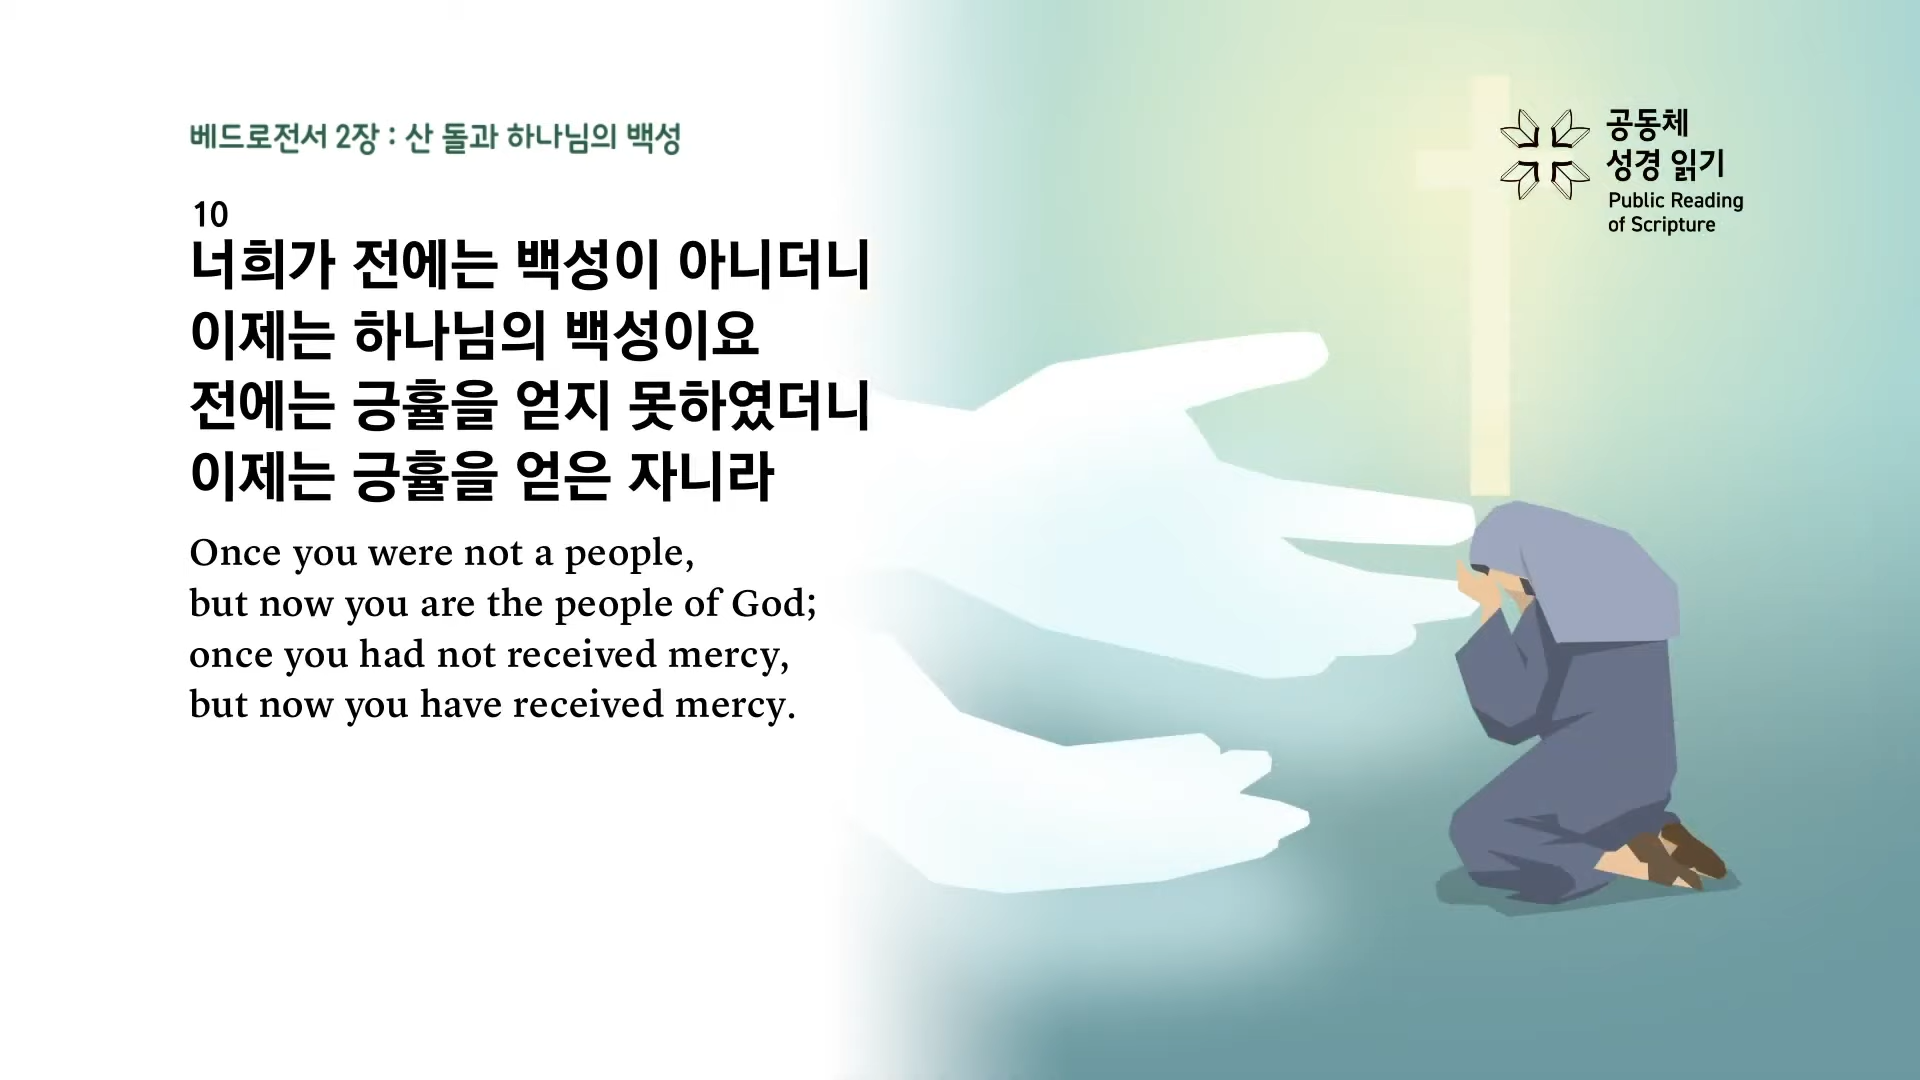 베드로전서 2장 : 산 돌과 하나님의 백성
10
너희가 전에는 백성이 아니더니
이제는 하나님의 백성이요
전에는 긍휼을 얻지 못하였더니
이제는 긍휼을 얻은 자니라
Once you were not a people,
but now you are the people of God;
once you had not received mercy,
but now you have received mercy.
공동체
성경 읽기
Public Reading
of Scripture